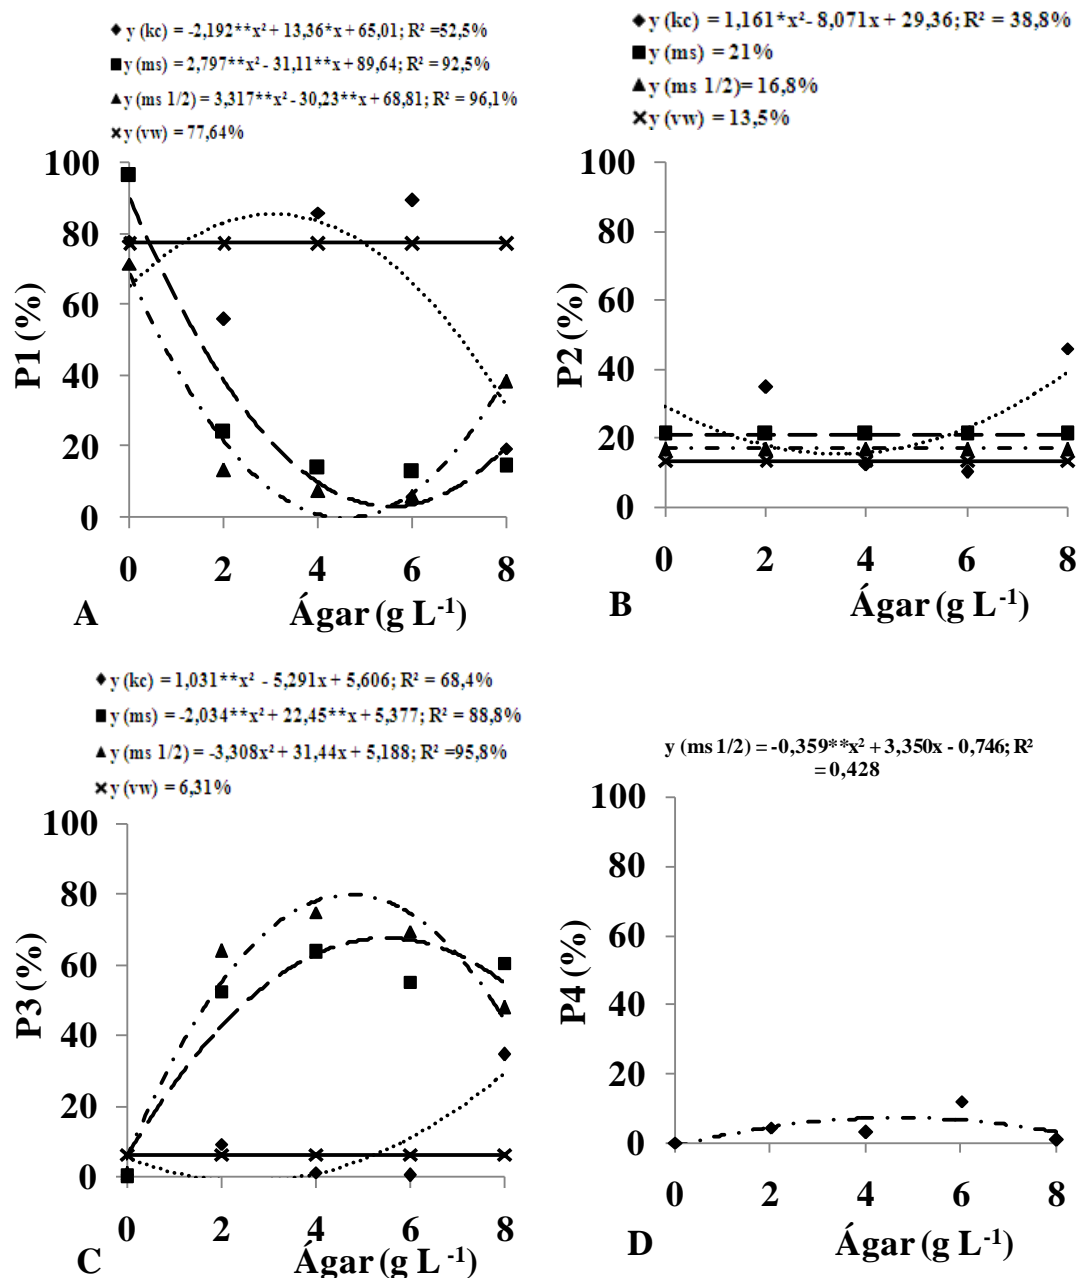 y (kc) = -2,192**x² + 13,36*x + 65,01; R² =52,5%
y (ms) = 2,797**x² - 31,11**x + 89,64; R² = 92,5%
y (ms 1/2) = 3,317**x² - 30,23**x + 68,81; R² = 96,1%
y (vw) = 77,64%
100
80
60
40
20
0
P1 (%)
0 2 4 6 8
A
Ágar (g L⁻¹)
y (kc) = 1,161*x²- 8,071x + 29,36; R² = 38,8%
y (ms) = 21%
y (ms 1/2)= 16,8%
y (vw) = 13,5%
100
80
60
40
20
0
P2 (%)
0 2 4 6 8
B
Ágar (g L⁻¹)
y (kc) = 1,031**x² - 5,291x + 5,606; R² = 68,4%
y (ms) = -2,034**x² + 22,45**x + 5,377; R² = 88,8%
y (ms 1/2) = -3,308x² + 31,44x + 5,188; R² =95,8%
y (vw) = 6,31%
100
80
60
40
20
0
P3 (%)
0 2 4 6 8
C
Ágar (g L⁻¹)
y (ms 1/2) = -0,359**x² + 3,350x - 0,746; R²
= 0,428
100
80
60
40
20
0
P4 (%)
0 2 4 6 8
D
Ágar (g L⁻¹)